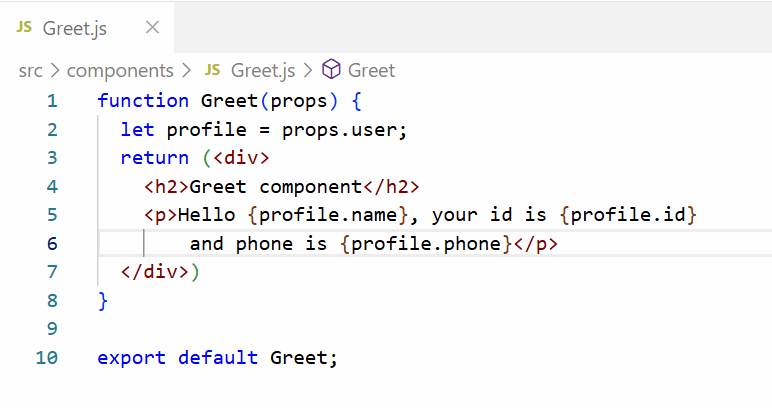 JS Greet.js ×
src > components > JS Greet.js > Greet
1 function Greet(props) {
2   let profile = props.user;
3   return (<div>
4     <h2>Greet component</h2>
5     <p>Hello {profile.name}, your id is {profile.id}
6         and phone is {profile.phone}</p>
7   </div>)
8 }
9
10 export default Greet;